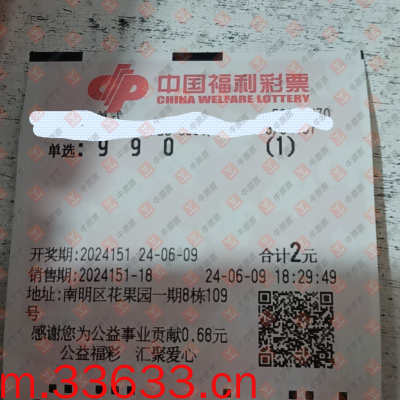 中国福利彩票
CHINA WELFARE LOTTERY
单选: 9 9 0 (1)
开奖期:2024151 24-06-09 合计2元
销售期:2024151-18 24-06-09 18:29:49
地址:南明区花果园一期8栋109
号
感谢您为公益事业贡献0.68元
公益福彩 汇聚爱心
m.33633.cn